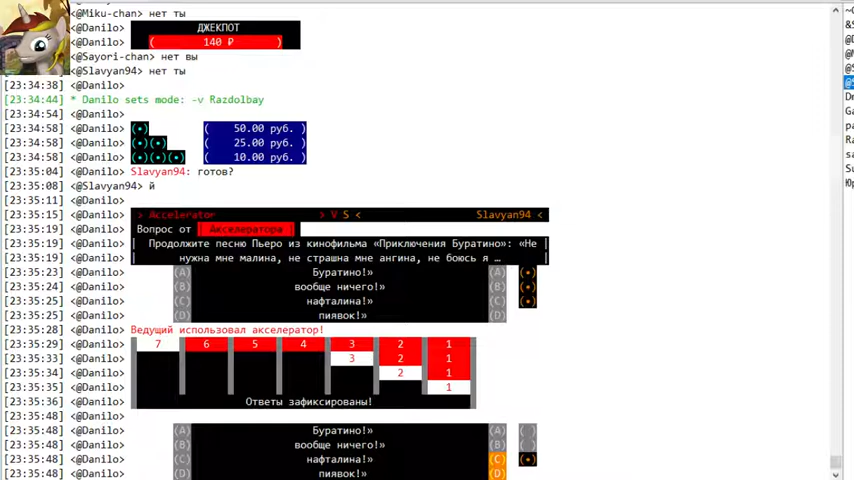 <@Miku-chan> нет ты
<@Danilo> ДЖЕКПОТ
<@Danilo> ( 140 ₽ )
<@Sayori-chan> нет вы
<@Slavyan94> нет ты
[23:34:38] <@Danilo>
[23:34:44] * Danilo sets mode: -v Razdolbay
[23:34:54] <@Danilo>
[23:34:58] <@Danilo> (•) ( 50.00 руб. )
[23:34:58] <@Danilo> (•)(•) ( 25.00 руб. )
[23:34:58] <@Danilo> (•)(•)(•) ( 10.00 руб. )
[23:35:04] <@Danilo> Slavyan94: готов?
[23:35:08] <@Slavyan94> й
[23:35:11] <@Danilo>
[23:35:15] <@Danilo> > Accelerator > V S < Slavyan94 <
[23:35:19] <@Danilo> Вопрос от | Акселератора |
[23:35:19] <@Danilo> | Продолжите песню Пьеро из кинофильма «Приключения Буратино»: «Не |
[23:35:19] <@Danilo> | нужна мне малина, не страшна мне ангина, не боюсь я … |
[23:35:23] <@Danilo> (A) Буратино!» (A) (•)
[23:35:24] <@Danilo> (B) вообще ничего!» (B) (•)
[23:35:25] <@Danilo> (C) нафталина!» (C) (•)
[23:35:25] <@Danilo> (D) пиявок!» (D)
[23:35:28] <@Danilo> Ведущий использовал акселератор!
[23:35:29] <@Danilo> 7 6 5 4 3 2 1
[23:35:33] <@Danilo> 3 2 1
[23:35:34] <@Danilo> 2 1
[23:35:35] <@Danilo> 1
[23:35:36] <@Danilo> Ответы зафиксированы!
[23:35:48] <@Danilo>
[23:35:48] <@Danilo> (A) Буратино!» (A) ( )
[23:35:48] <@Danilo> (B) вообще ничего!» (B) ( )
[23:35:48] <@Danilo> (C) нафталина!» (C) (•)
[23:35:48] <@Danilo> (D) пиявок!» (D)